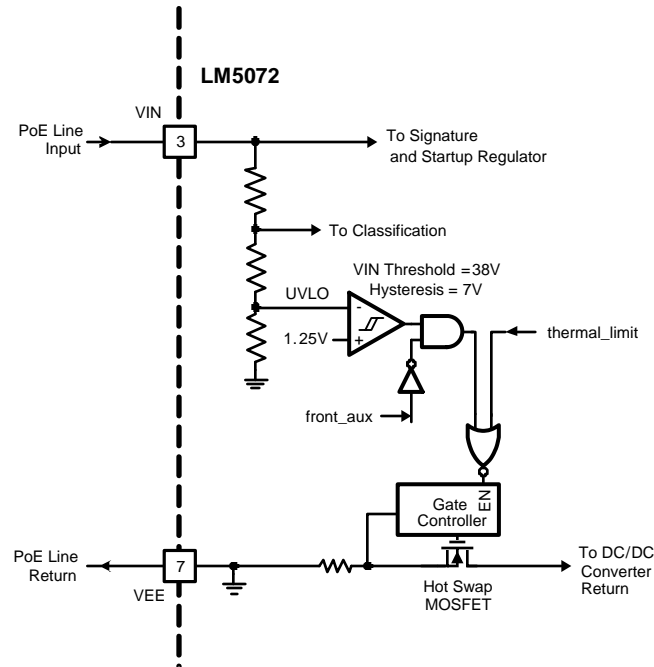 LM5072
VIN
PoE Line
Input
3
To Signature
and Startup Regulator
To Classification
VIN Threshold =38V
Hysteresis = 7V
UVLO
-
1.25V
+
thermal_limit
front_aux
Gate
Controller
EN
PoE Line
Return
7
VEE
Hot Swap
MOSFET
To DC/DC
Converter
Return